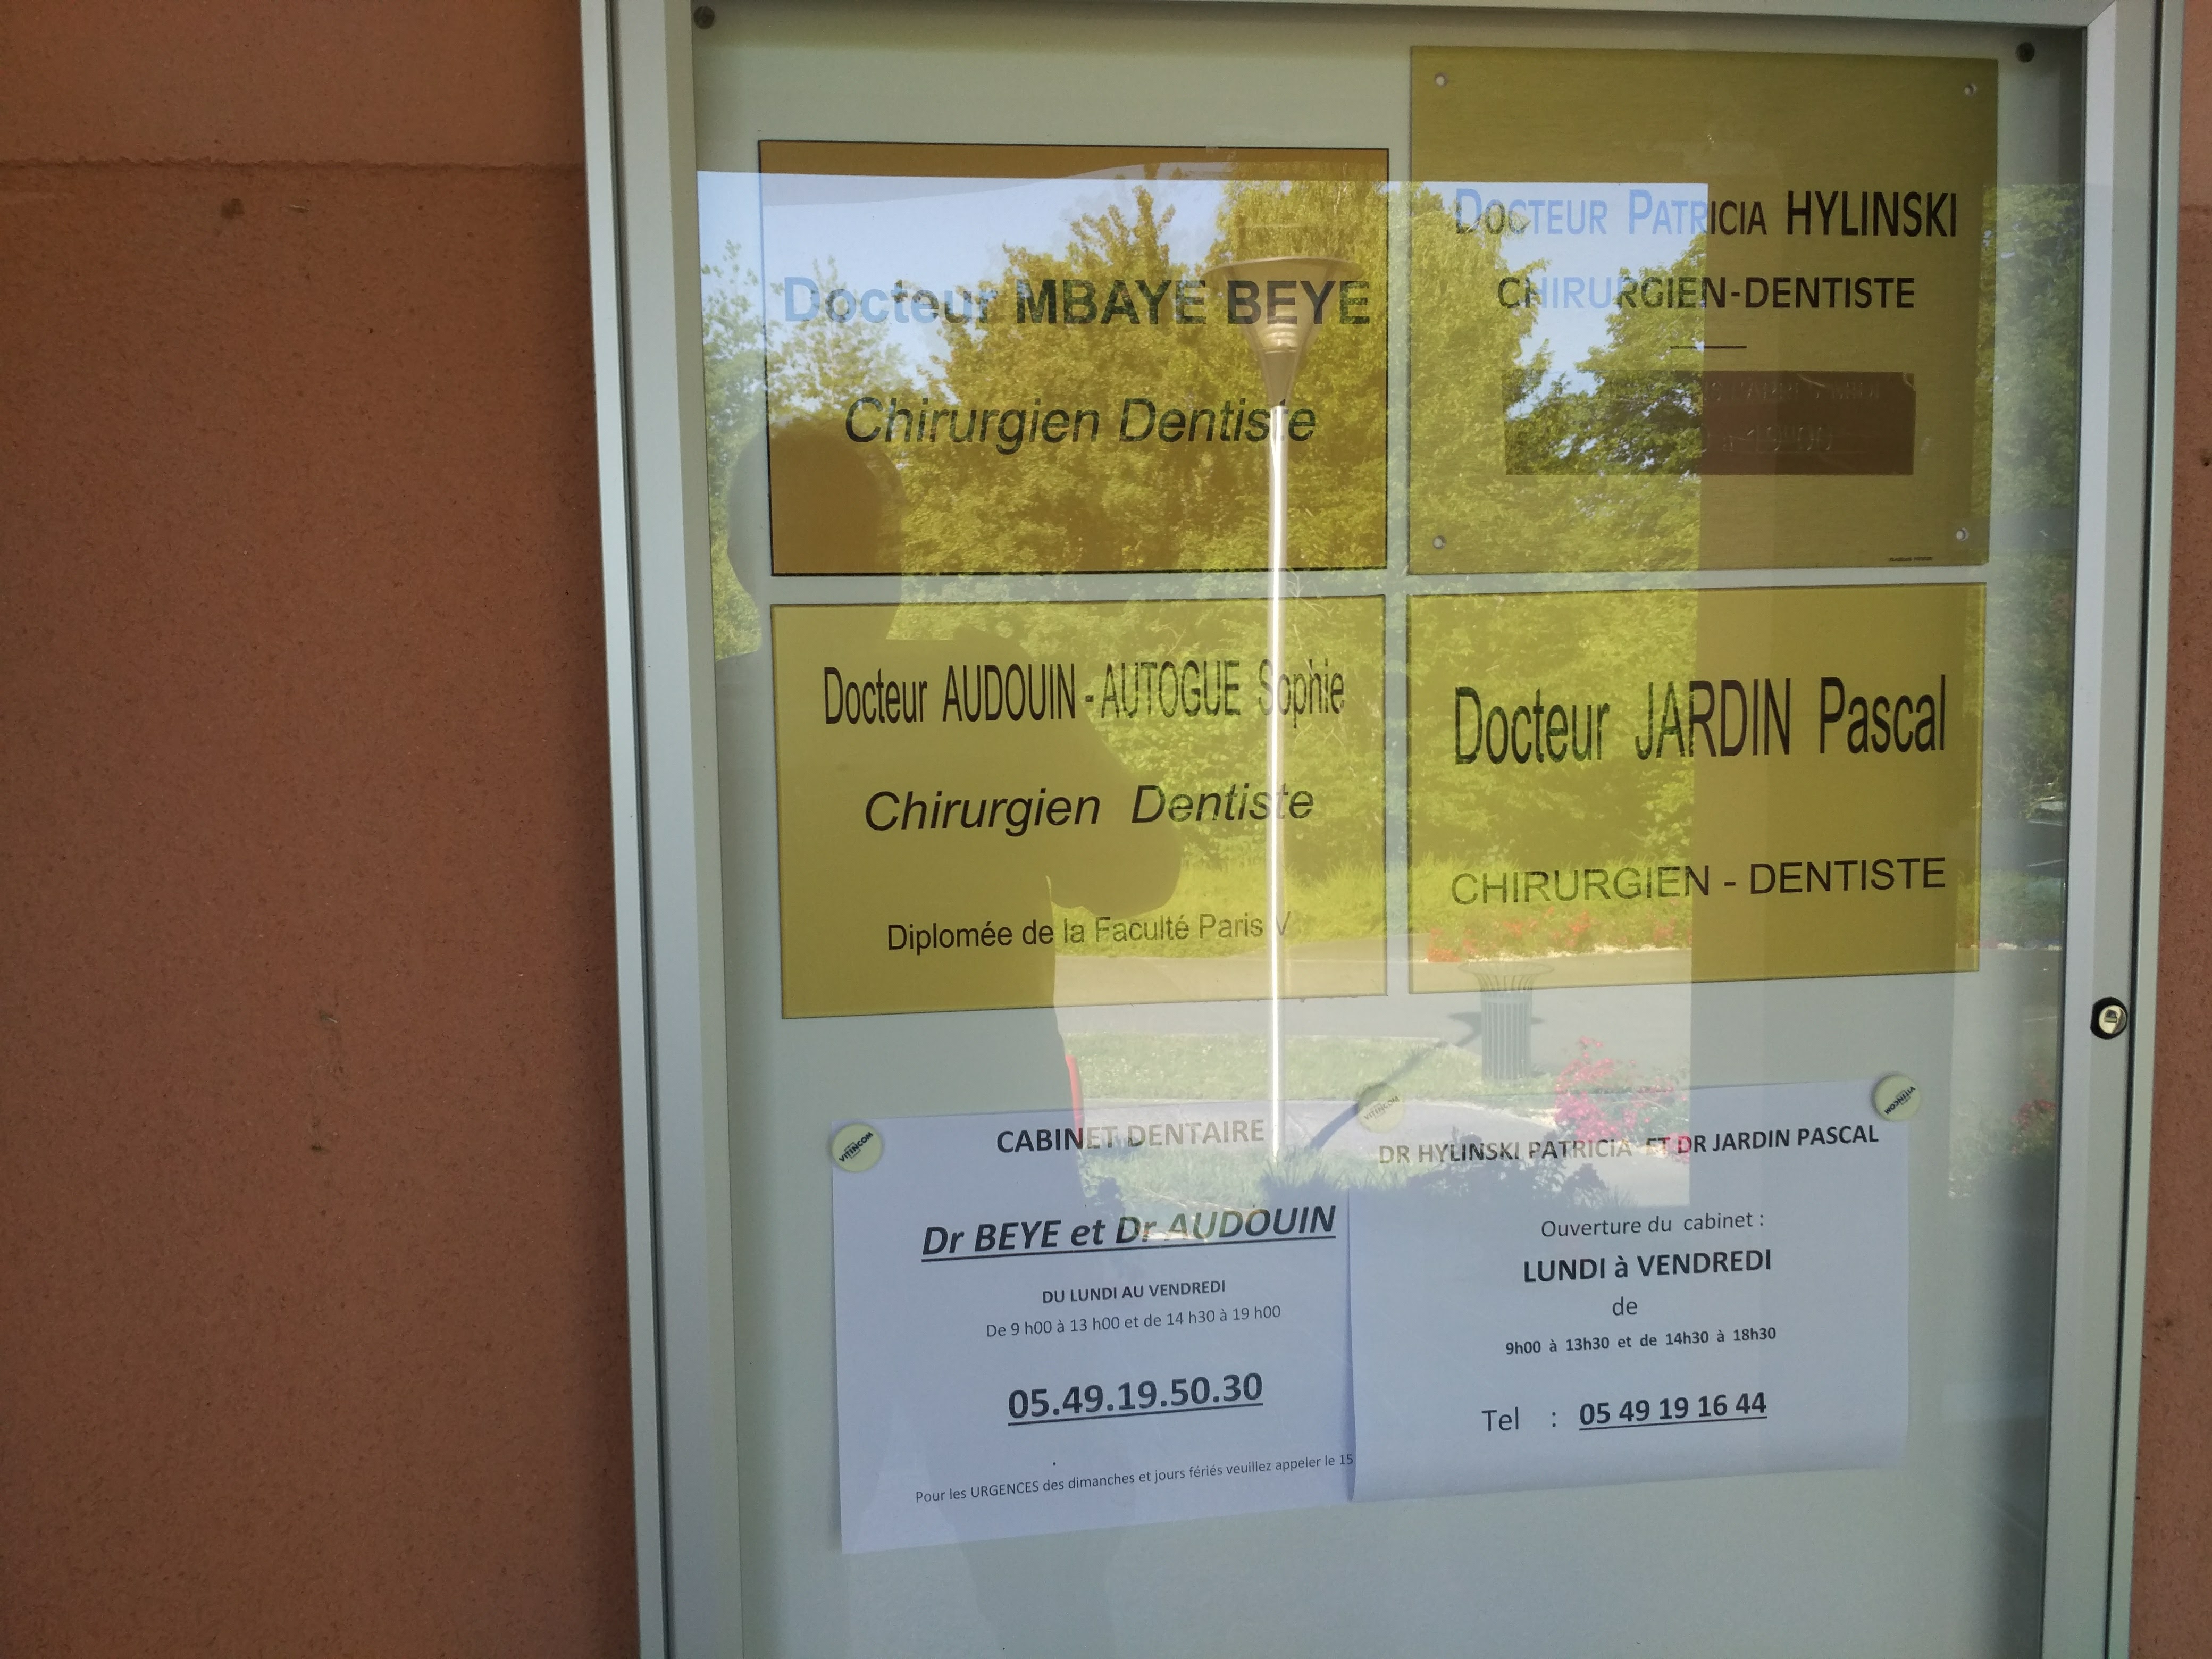 Docteur MBAYE BEYE
Chirurgien Dentiste
DOCTEUR PATRICIA HYLINSKI
CHIRURGIEN-DENTISTE
Docteur AUDOUIN - AUTOGUE Sophie
Chirurgien Dentiste
Diplomée de la Faculté Paris V
Docteur JARDIN Pascal
CHIRURGIEN - DENTISTE
VITINCOM
CABINET DENTAIRE
Dr BEYE et Dr AUDOUIN
DU LUNDI AU VENDREDI
De 9 h00 à 13 h00 et de 14 h30 à 19 h00
05.49.19.50.30
Pour les URGENCES des dimanches et jours fériés veuillez appeler le 15
VITINCOM
VITINCOM
DR HYLINSKI PATRICIA ET DR JARDIN PASCAL
Ouverture du cabinet :
LUNDI à VENDREDI
de
9h00 à 13h30 et de 14h30 à 18h30
Tel : 05 49 19 16 44